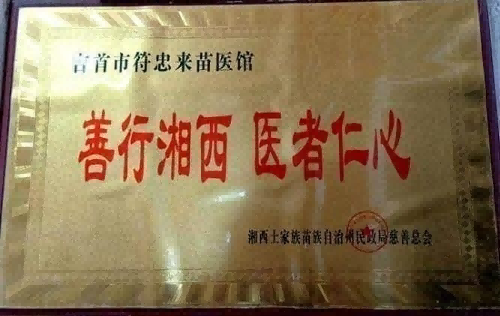 吉首市符忠来苗医馆
善行湘西 医者仁心
湘西土家族苗族自治州民政局慈善总会